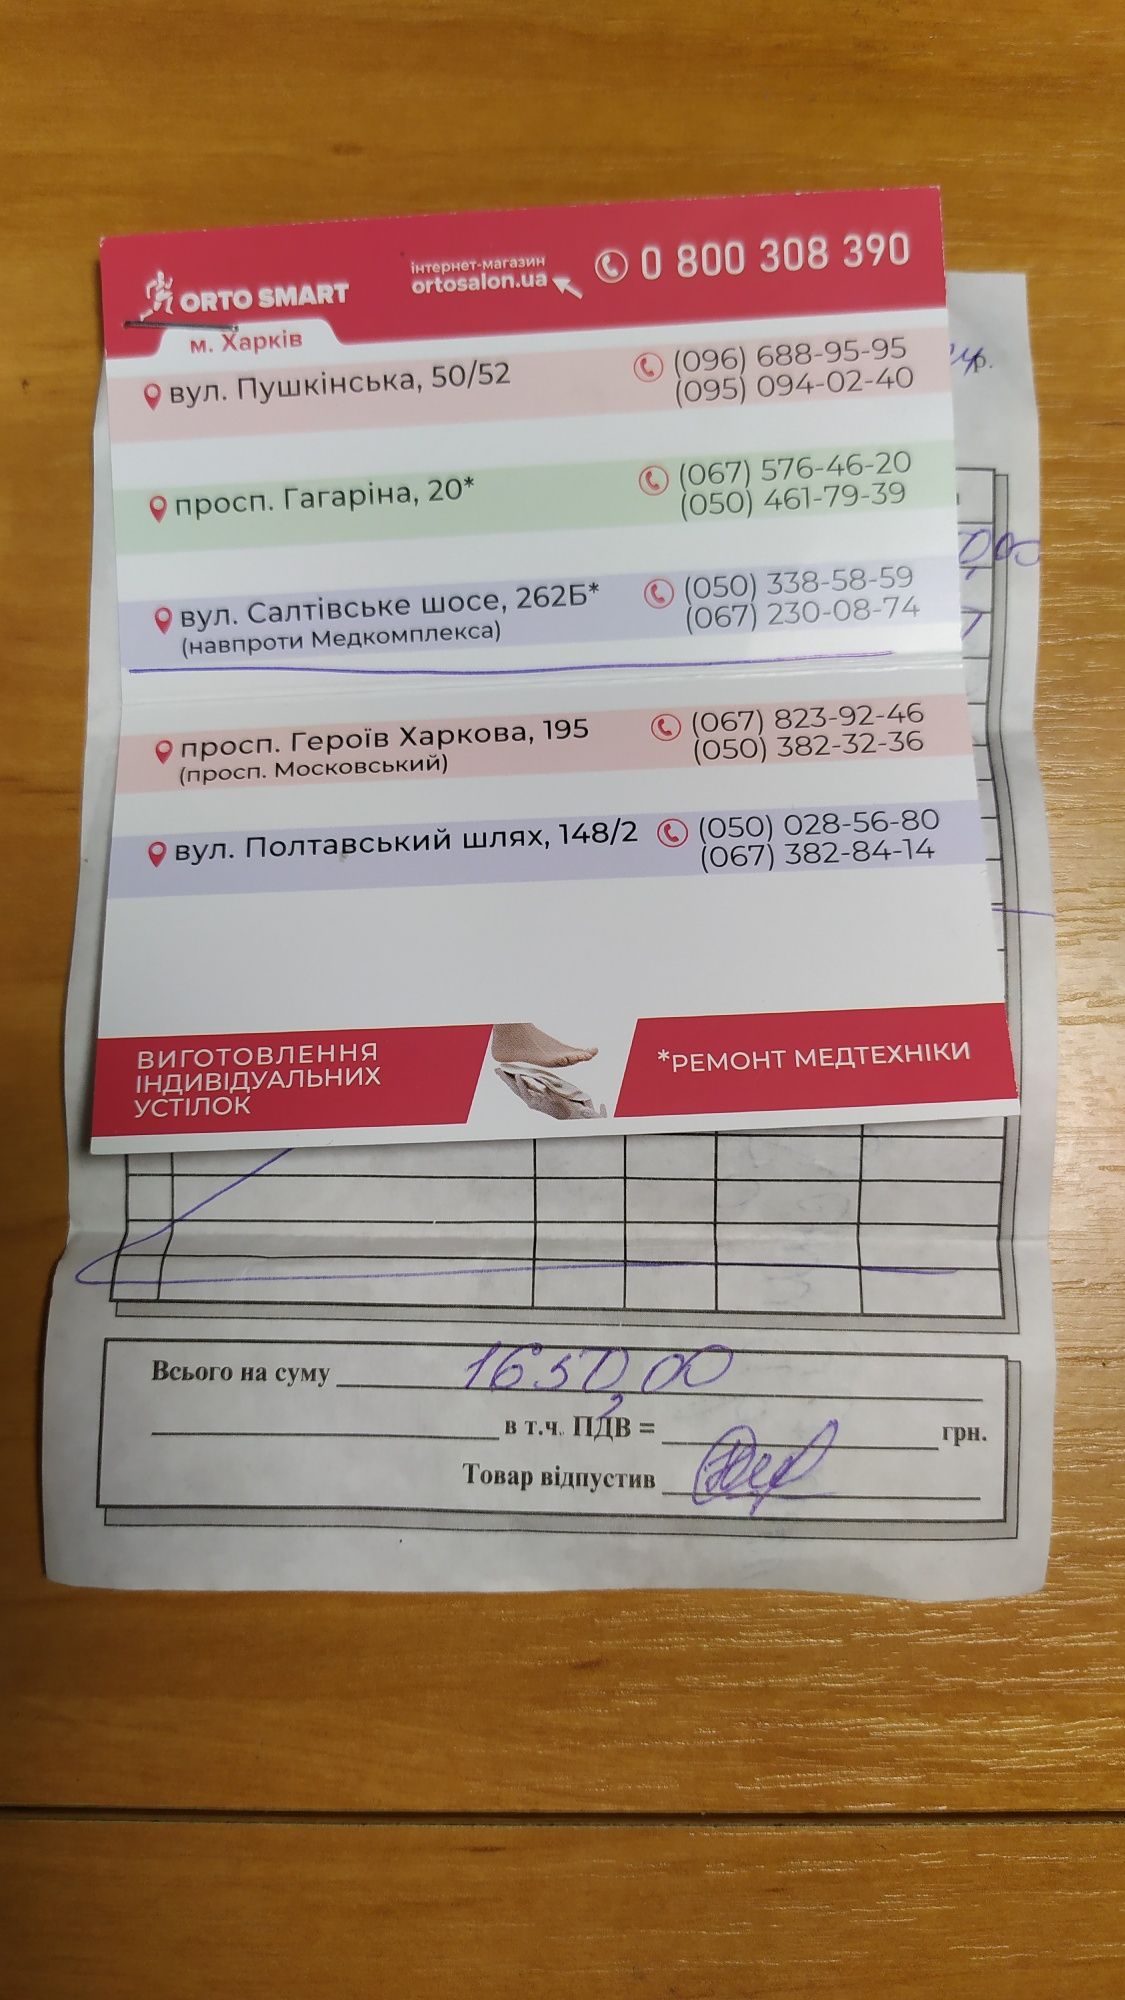 ORTO SMART
інтернет-магазин
ortosalon.ua
0 800 308 390
м. Харків
вул. Пушкінська, 50/52
(096) 688-95-95
(095) 094-02-40
просп. Гагаріна, 20*
(067) 576-46-20
(050) 461-79-39
вул. Салтівське шосе, 262Б*
(навпроти Медкомплекса)
(050) 338-58-59
(067) 230-08-74
просп. Героїв Харкова, 195
(просп. Московський)
(067) 823-92-46
(050) 382-32-36
вул. Полтавський шлях, 148/2
(050) 028-56-80
(067) 382-84-14
ВИГОТОВЛЕННЯ
ІНДИВІДУАЛЬНИХ
УСТІЛОК
*РЕМОНТ МЕДТЕХНІКИ
Всього на суму 1650,00
в т.ч. ПДВ = грн.
Товар відпустив